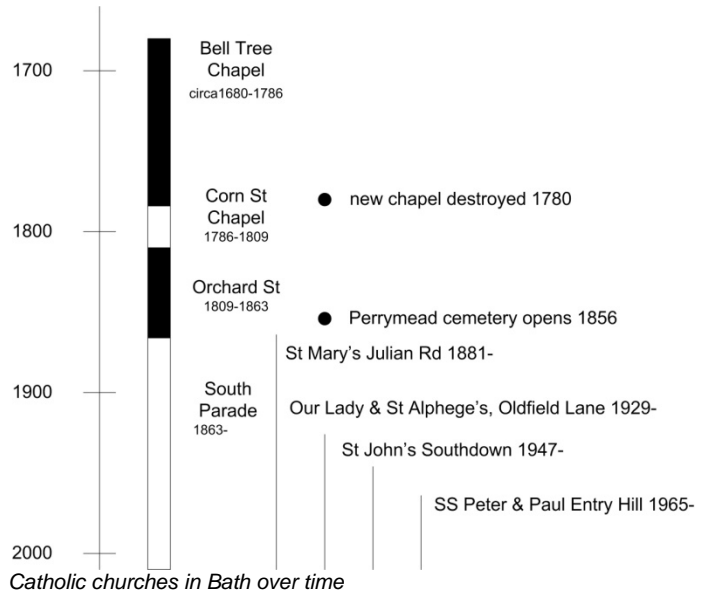 1700
Bell Tree
Chapel
circa1680-1786
Corn St
Chapel
1786-1809
new chapel destroyed 1780
1800
Orchard St
1809-1863
Perrymead cemetery opens 1856
St Mary's Julian Rd 1881-
1900
South
Parade
1863-
Our Lady & St Alphege's, Oldfield Lane 1929-
St John's Southdown 1947-
SS Peter & Paul Entry Hill 1965-
2000
Catholic churches in Bath over time